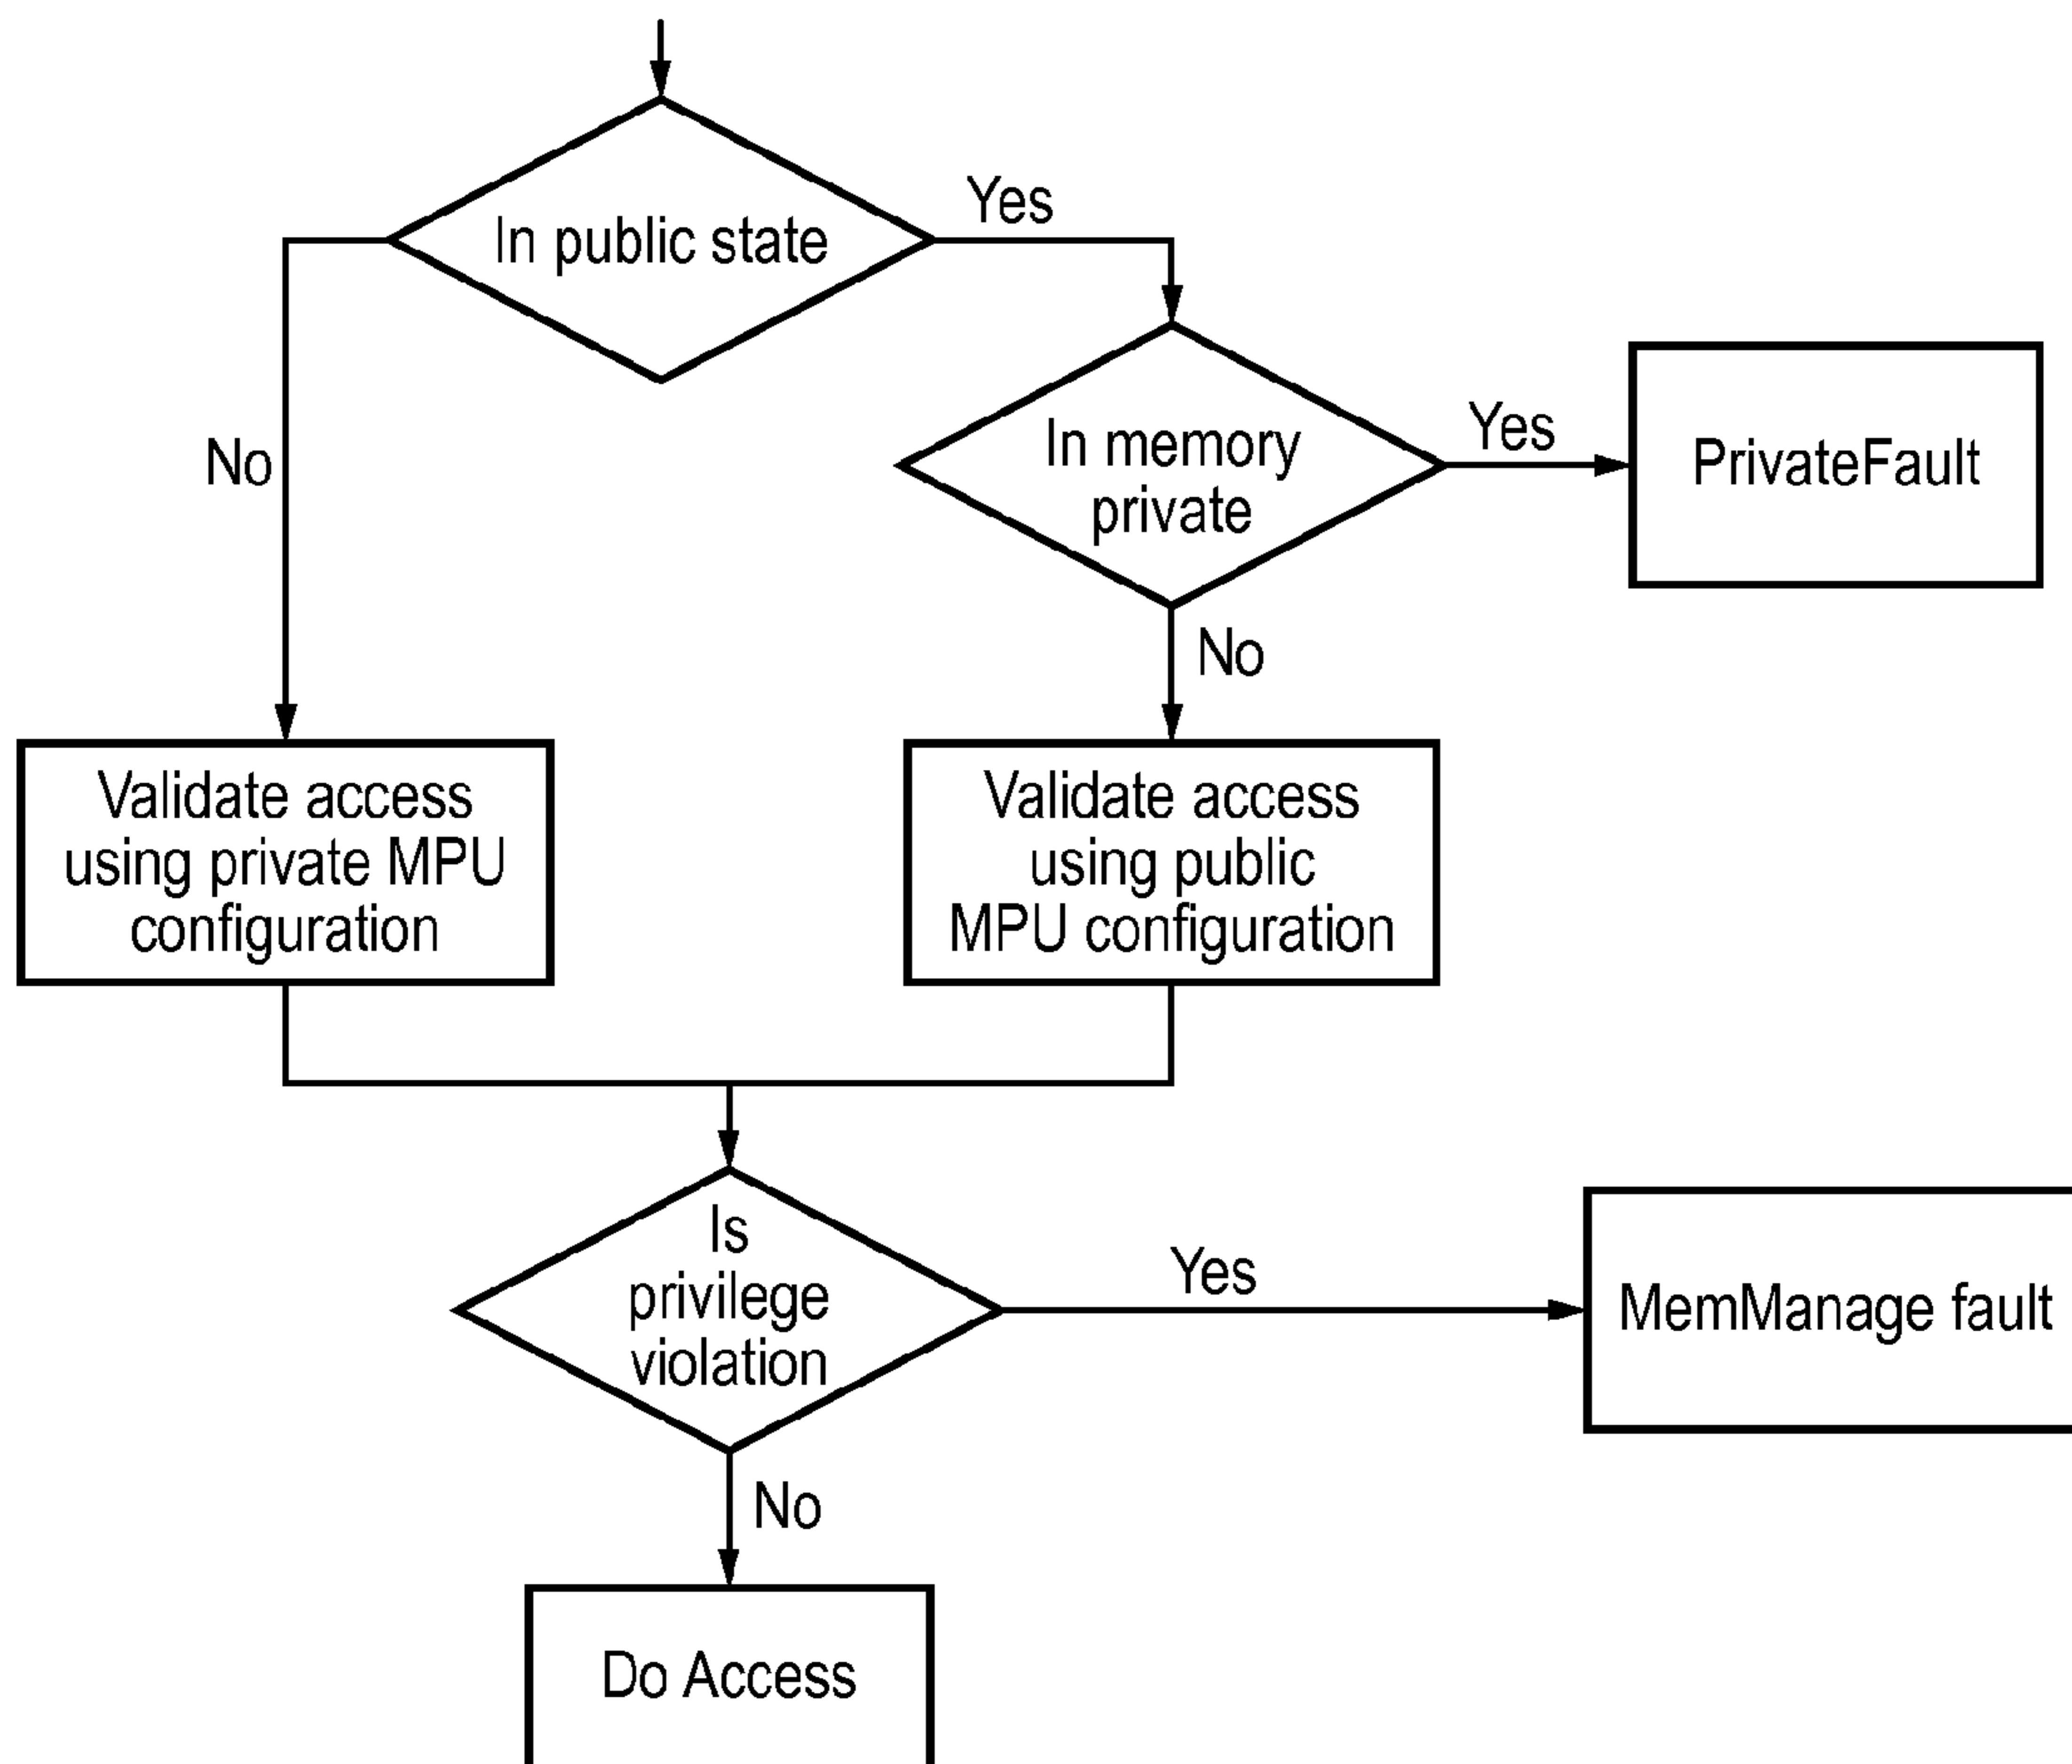 In public state
Yes
No
In memory
private
Yes
PrivateFault
No
Validate access
using private MPU
configuration
Validate access
using public
MPU configuration
Is
privilege
violation
Yes
MemManage fault
No
Do Access